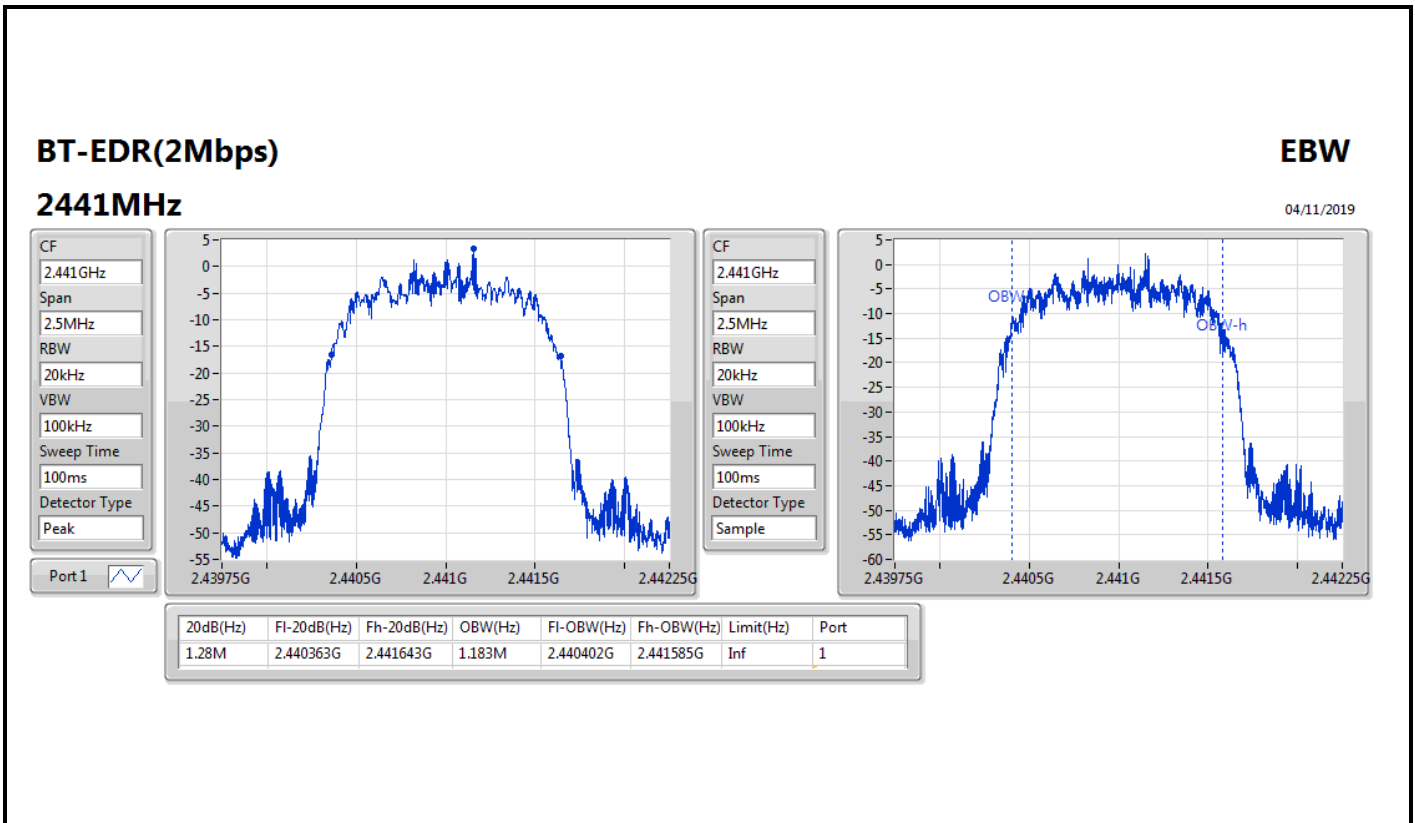 BT-EDR(2Mbps)
EBW
2441MHz
04/11/2019
CF
2.441GHz
Span
2.5MHz
RBW
20kHz
VBW
100kHz
Sweep Time
100ms
Detector Type
Peak
Port 1
5
0
-5
-10
-15
-20
-25
-30
-35
-40
-45
-50
-55
2.43975G 2.4405G 2.441G 2.4415G 2.44225G
CF
2.441GHz
Span
2.5MHz
RBW
20kHz
VBW
100kHz
Sweep Time
100ms
Detector Type
Sample
5
0
-5
-10
-15
-20
-25
-30
-35
-40
-45
-50
-55
-60
OBW-h
2.43975G 2.4405G 2.441G 2.4415G 2.44225G
20dB(Hz) Fl-20dB(Hz) Fh-20dB(Hz) OBW(Hz) Fl-OBW(Hz) Fh-OBW(Hz) Limit(Hz) Port
1.28M 2.440363G 2.441643G 1.183M 2.440402G 2.441585G Inf 1